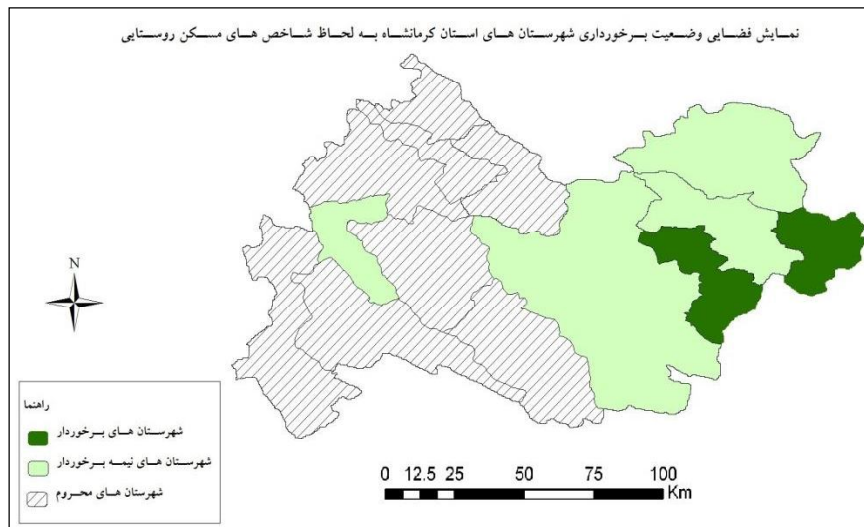 نمایش فضایی وضعیت برخورداری شهرستان های استان کرمانشاه به لحاظ شاخص های مسکن روستایی
N
راهنما
شهرستان های برخوردار
شهرستان های نیمه برخوردار
شهرستان های محروم
0 12.5 25 50 75 100
Km